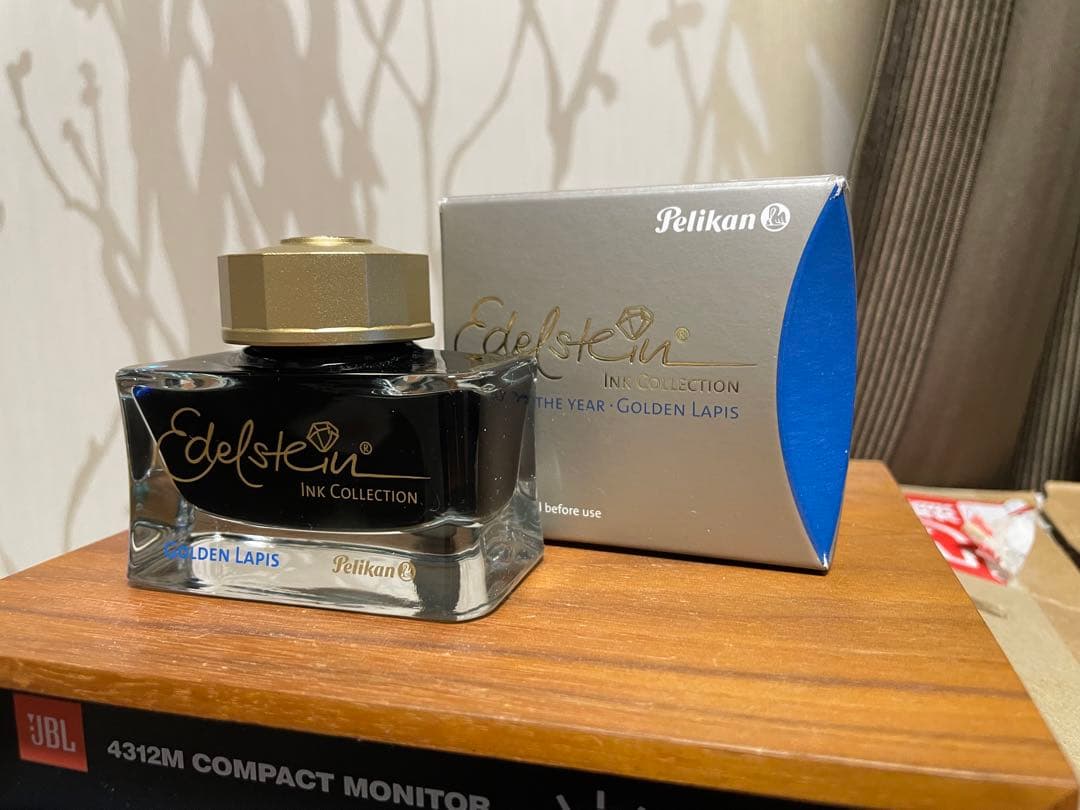 Pelikan
Edelstein®
INK COLLECTION
THE YEAR · GOLDEN LAPIS
before use
Edelstein®
INK COLLECTION
GOLDEN LAPIS
Pelikan
JBL
4312M COMPACT MONITOR